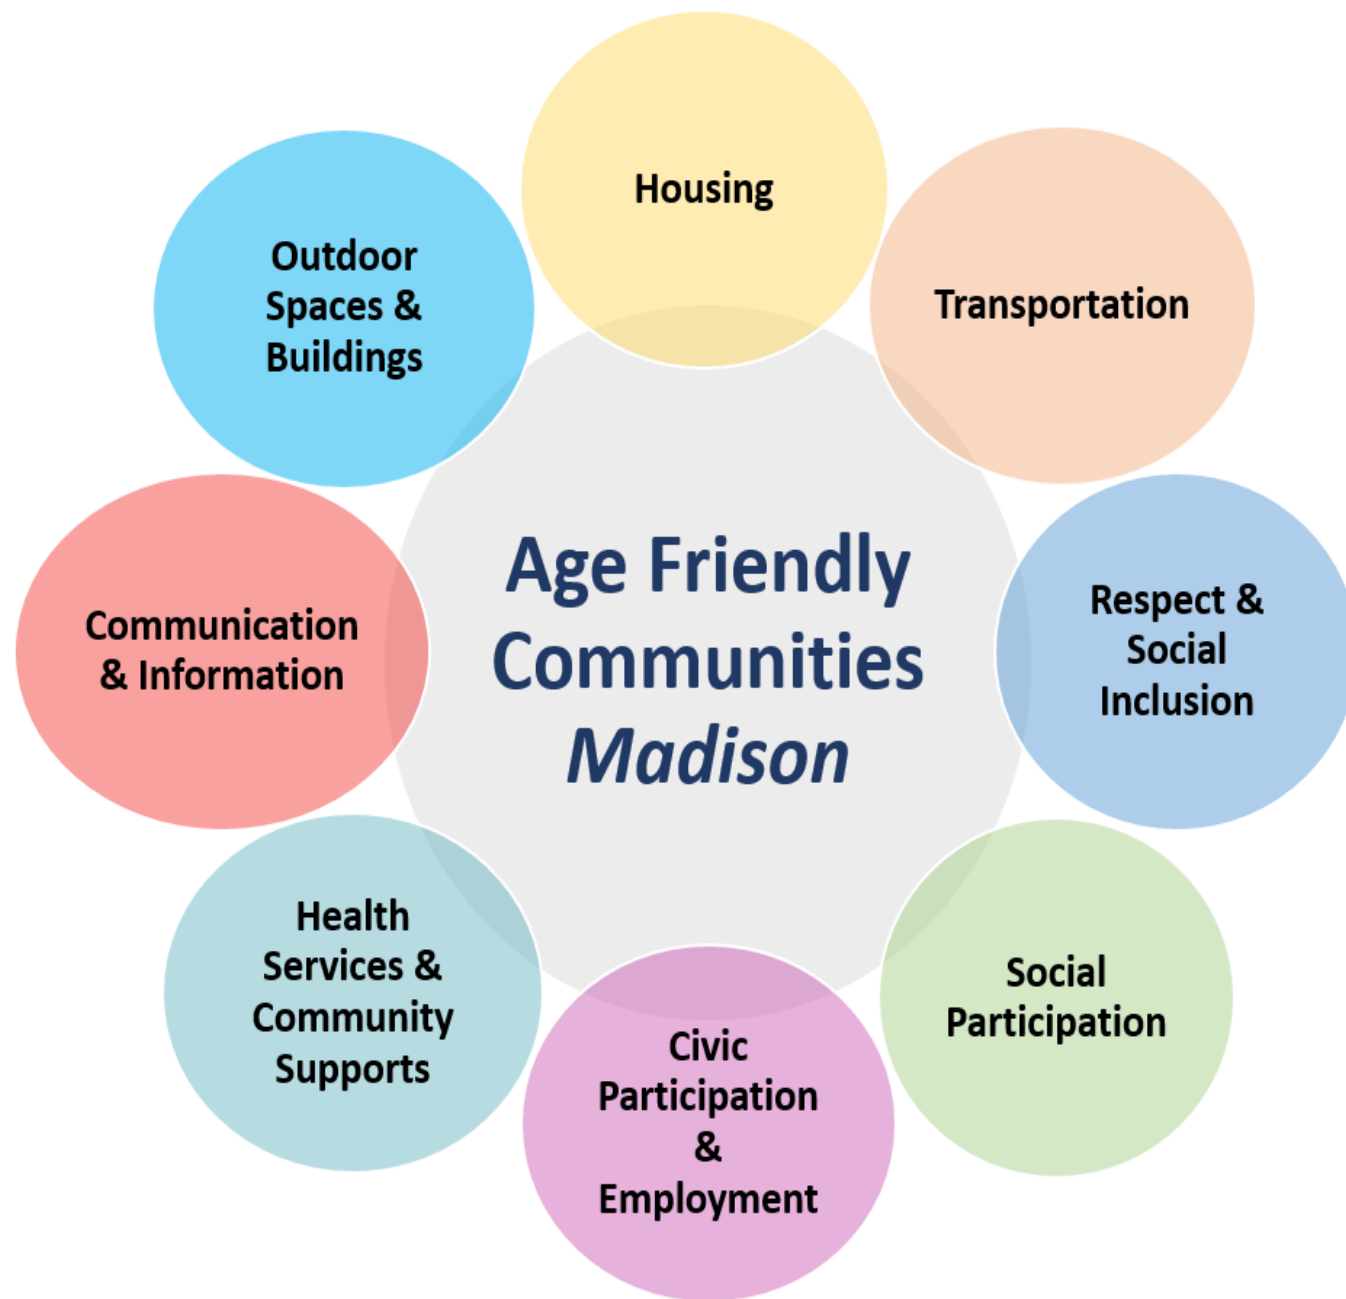 Housing
Transportation
Respect &
Social
Inclusion
Social
Participation
Civic
Participation
&
Employment
Health
Services &
Community
Supports
Communication
& Information
Outdoor
Spaces &
Buildings
Age Friendly
Communities
Madison